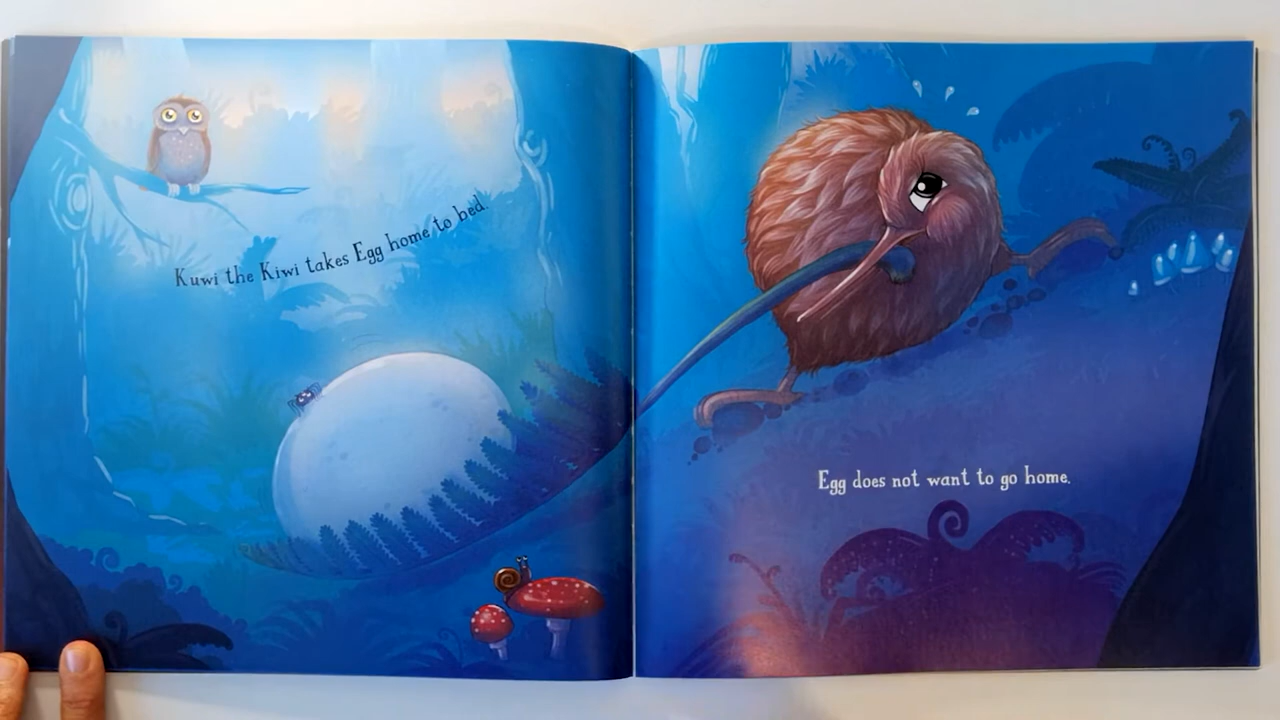 Kuwi the Kiwi takes Egg home to bed.
Egg does not want to go home.